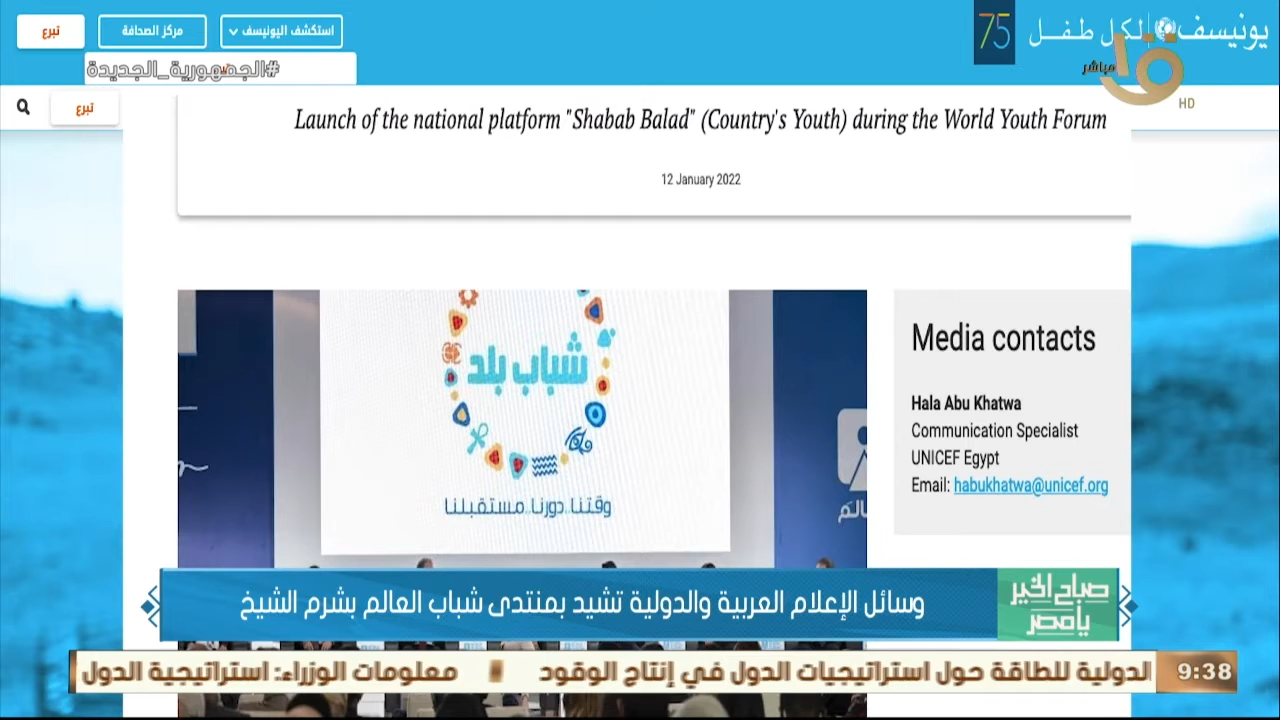 تبرع
مركز الصحافة
استكشف اليونيسف
75
لكل طفل
يونيسف
#الجمهورية_الجديدة
مباشر
HD
تبرع
Launch of the national platform "Shabab Balad" (Country's Youth) during the World Youth Forum
12 January 2022
شباب بلد
وقتنا دورنا مستقبلنا
Media contacts
Hala Abu Khatwa
Communication Specialist
UNICEF Egypt
Email: habukhatwa@unicef.org
صباح الخير
يا مصر
وسائل الإعلام العربية والدولية تشيد بمنتدى شباب العالم بشرم الشيخ
9:38
الدولية للطاقة حول استراتيجيات الدول في إنتاج الوقود
معلومات الوزراء: استراتيجية الدول